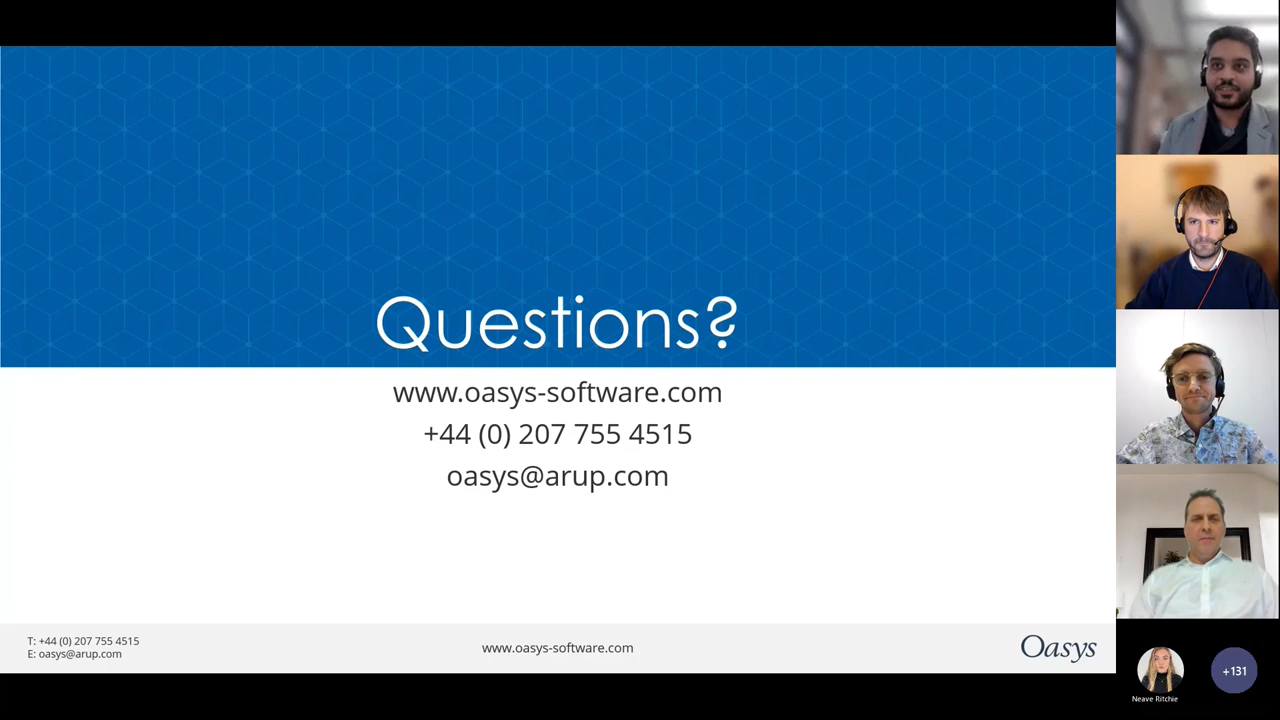 Questions?
www.oasys-software.com
+44 (0) 207 755 4515
oasys@arup.com
T: +44 (0) 207 755 4515
E: oasys@arup.com
www.oasys-software.com
Oasys
+131
Neave Ritchie